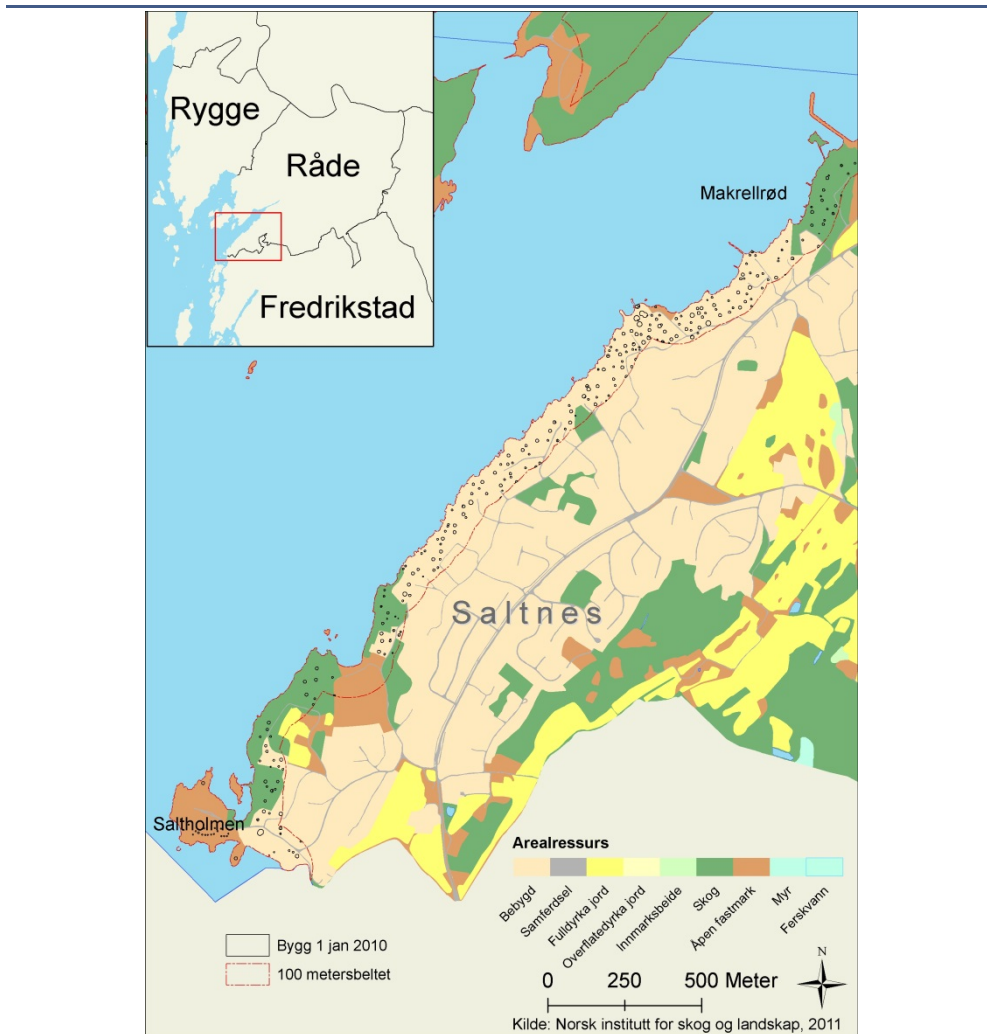 Rygge
Råde
Fredrikstad
Makrellrød
Saltnes
Saltholmen
Arealressurs
Bebygd
Samferdsel
Fulldyrka jord
Overflatedyrka jord
Innmarksbeide
Skog
Åpen fastmark
Myr
Ferskvann
Bygg 1 jan 2010
100 metersbeltet
N
0 250 500 Meter
Kilde: Norsk institutt for skog og landskap, 2011